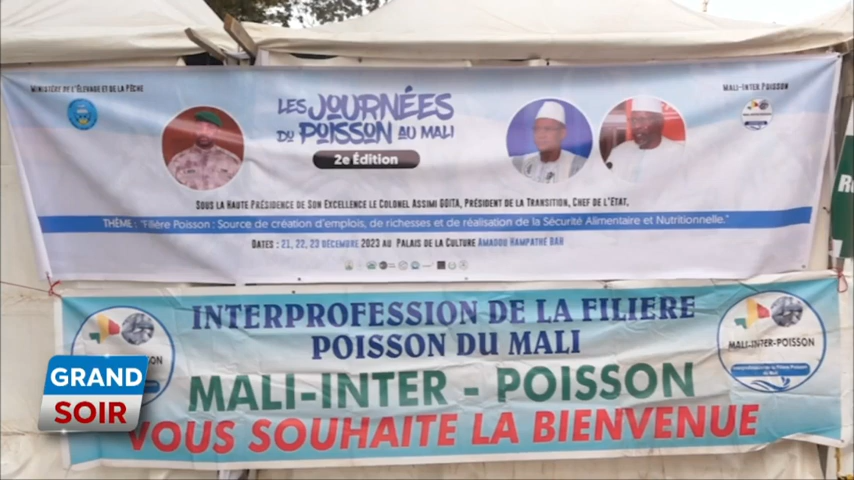 Ministère de l'Élevage et de la Pêche
Mali-Inter Poisson
Les Journées
du Poisson au Mali
2e Édition
Sous la Haute Présidence de Son Excellence le Colonel Assimi GOITA, Président de la Transition, Chef de l'État,
THÈME : "Filière Poisson : Source de création d'emplois, de richesses et de réalisation de la Sécurité Alimentaire et Nutritionnelle."
Dates : 21, 22, 23 Décembre 2023 au Palais de la Culture Amadou Hampathé Bah
INTERPROFESSION DE LA FILIERE
POISSON DU MALI
MALI-INTER-POISSON
MALI-INTER - POISSON
VOUS SOUHAITE LA BIENVENUE
GRAND
SOIR